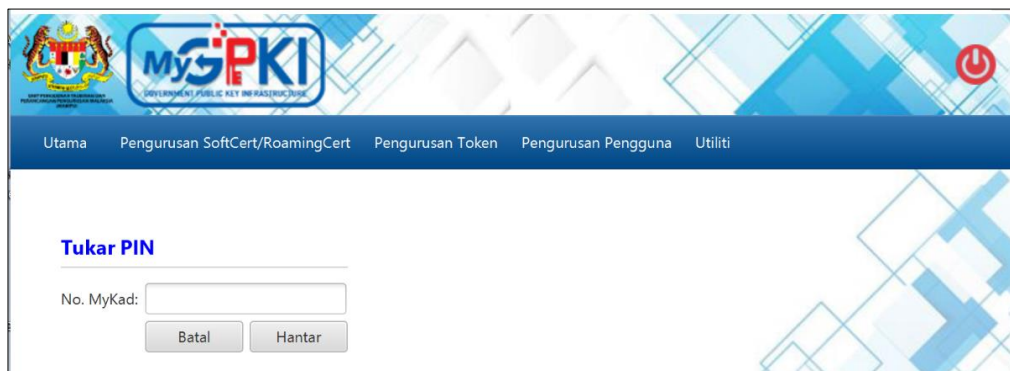 MyGPKI
GOVERNMENT PUBLIC KEY INFRASTRUCTURE
Utama Pengurusan SoftCert/RoamingCert Pengurusan Token Pengurusan Pengguna Utiliti
Tukar PIN
No. MyKad:
Batal Hantar